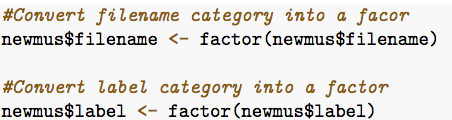 #Convert filename category into a facor
newmus$filename <- factor(newmus$filename)
#Convert label category into a factor
newmus$label <- factor(newmus$label)